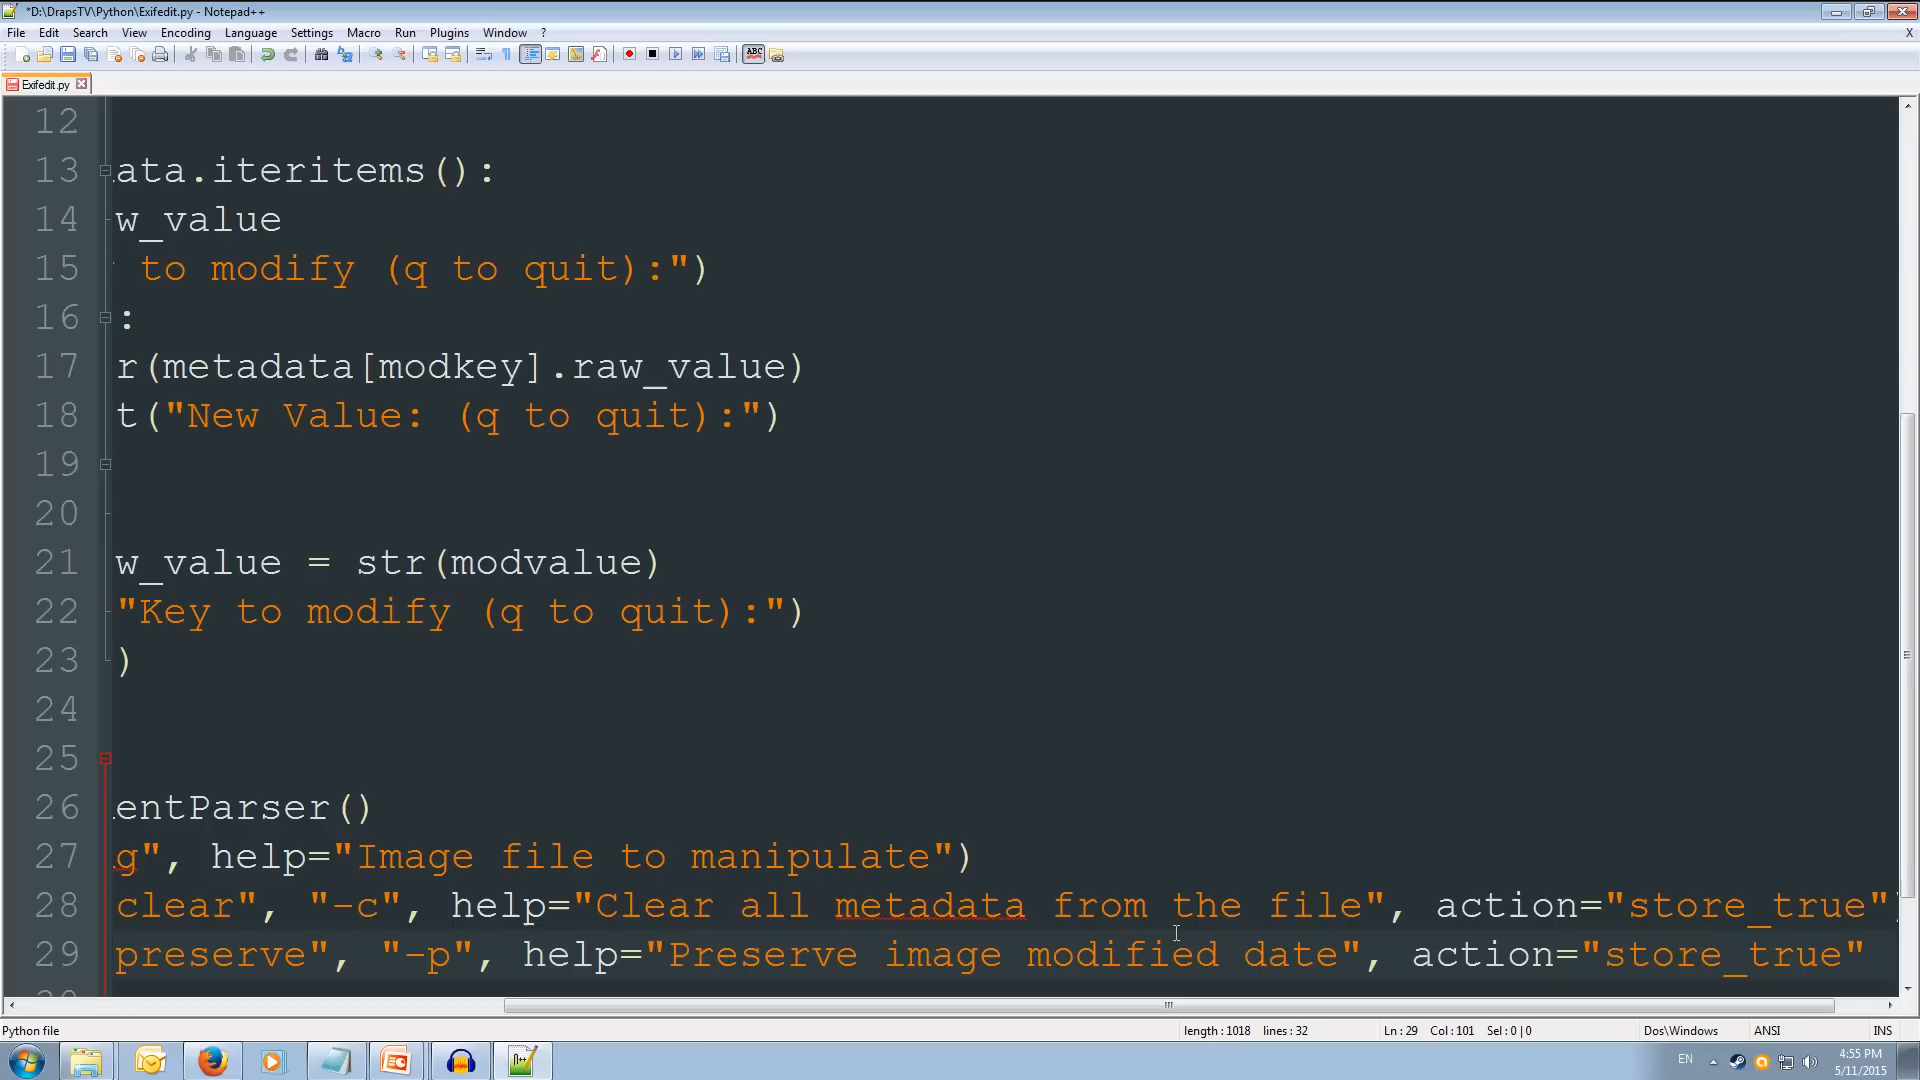 *D:\DrapsTV\Python\Exifedit.py - Notepad++
File Edit Search View Encoding Language Settings Macro Run Plugins Window ? X
ABC
Exifedit.py
12
13 ata.iteritems():
14 w_value
15 to modify (q to quit):")
16 :
17 r(metadata[modkey].raw_value)
18 t("New Value: (q to quit):")
19
20
21 w_value = str(modvalue)
22 "Key to modify (q to quit):")
23 )
24
25
26 entParser()
27 g", help="Image file to manipulate")
28 clear", "-c", help="Clear all metadata from the file", action="store_true"
29 preserve", "-p", help="Preserve image modified date", action="store_true"
Python file length : 1018 lines : 32 Ln : 29 Col : 101 Sel : 0 | 0 Dos\Windows ANSI INS
EN 4:55 PM
5/11/2015